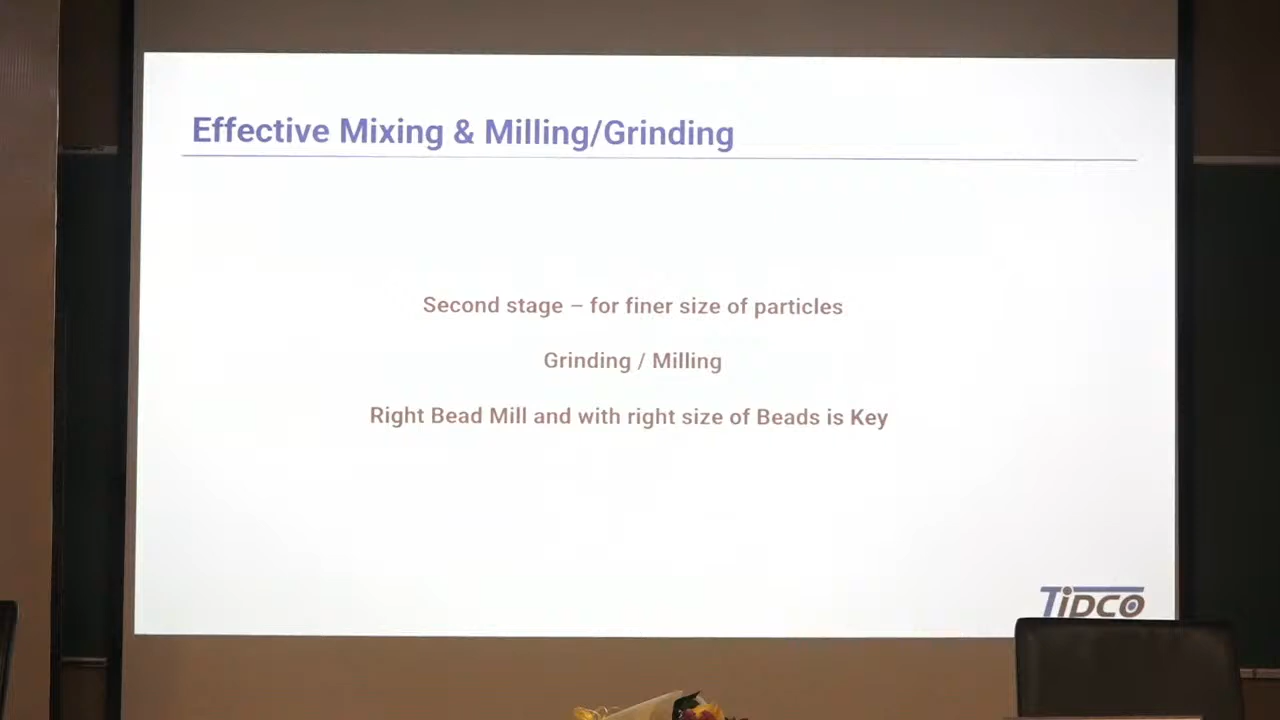 Effective Mixing & Milling/Grinding
Second stage – for finer size of particles
Grinding / Milling
Right Bead Mill and with right size of Beads is Key
TIDCO